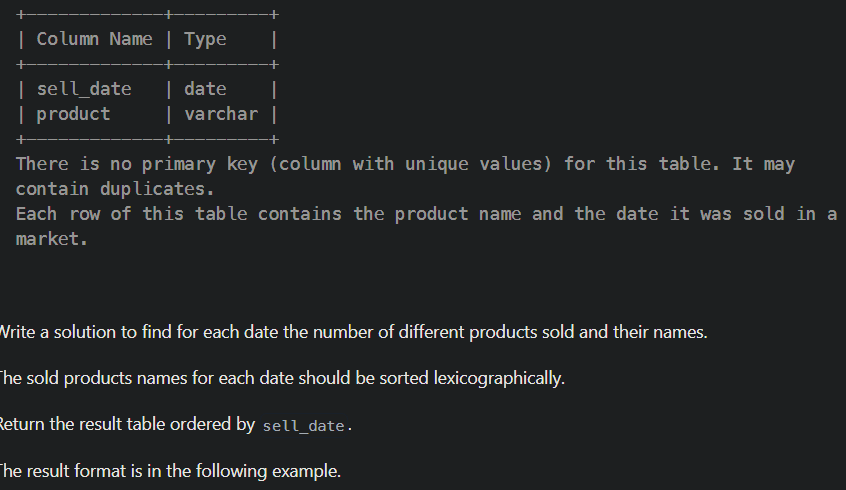 +-------------+---------+
| Column Name | Type    |
+-------------+---------+
| sell_date   | date    |
| product     | varchar |
+-------------+---------+
There is no primary key (column with unique values) for this table. It may
contain duplicates.
Each row of this table contains the product name and the date it was sold in a
market.
Write a solution to find for each date the number of different products sold and their names.
The sold products names for each date should be sorted lexicographically.
Return the result table ordered by sell_date.
The result format is in the following example.